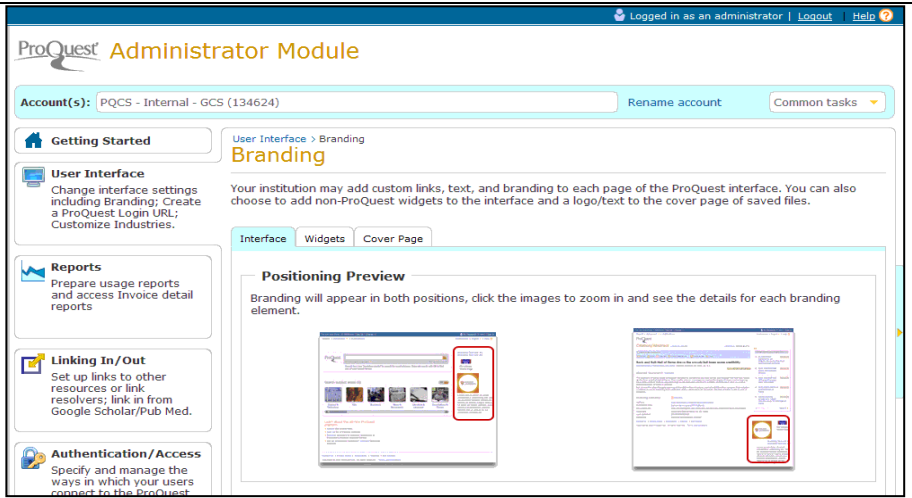 Logged in as an administrator | Logout | Help ?
ProQuest Administrator Module
Account(s): PQCS - Internal - GCS (134624) Rename account Common tasks
Getting Started
User Interface
Change interface settings
including Branding; Create
a ProQuest Login URL;
Customize Industries.
Reports
Prepare usage reports
and access Invoice detail
reports
Linking In/Out
Set up links to other
resources or link
resolvers; link in from
Google Scholar/Pub Med.
Authentication/Access
Specify and manage the
ways in which your users
connect to the ProQuest
User Interface > Branding
Branding
Your institution may add custom links, text, and branding to each page of the ProQuest interface. You can also
choose to add non-ProQuest widgets to the interface and a logo/text to the cover page of saved files.
Interface Widgets Cover Page
Positioning Preview
Branding will appear in both positions, click the images to zoom in and see the details for each branding
element.
ProQuest